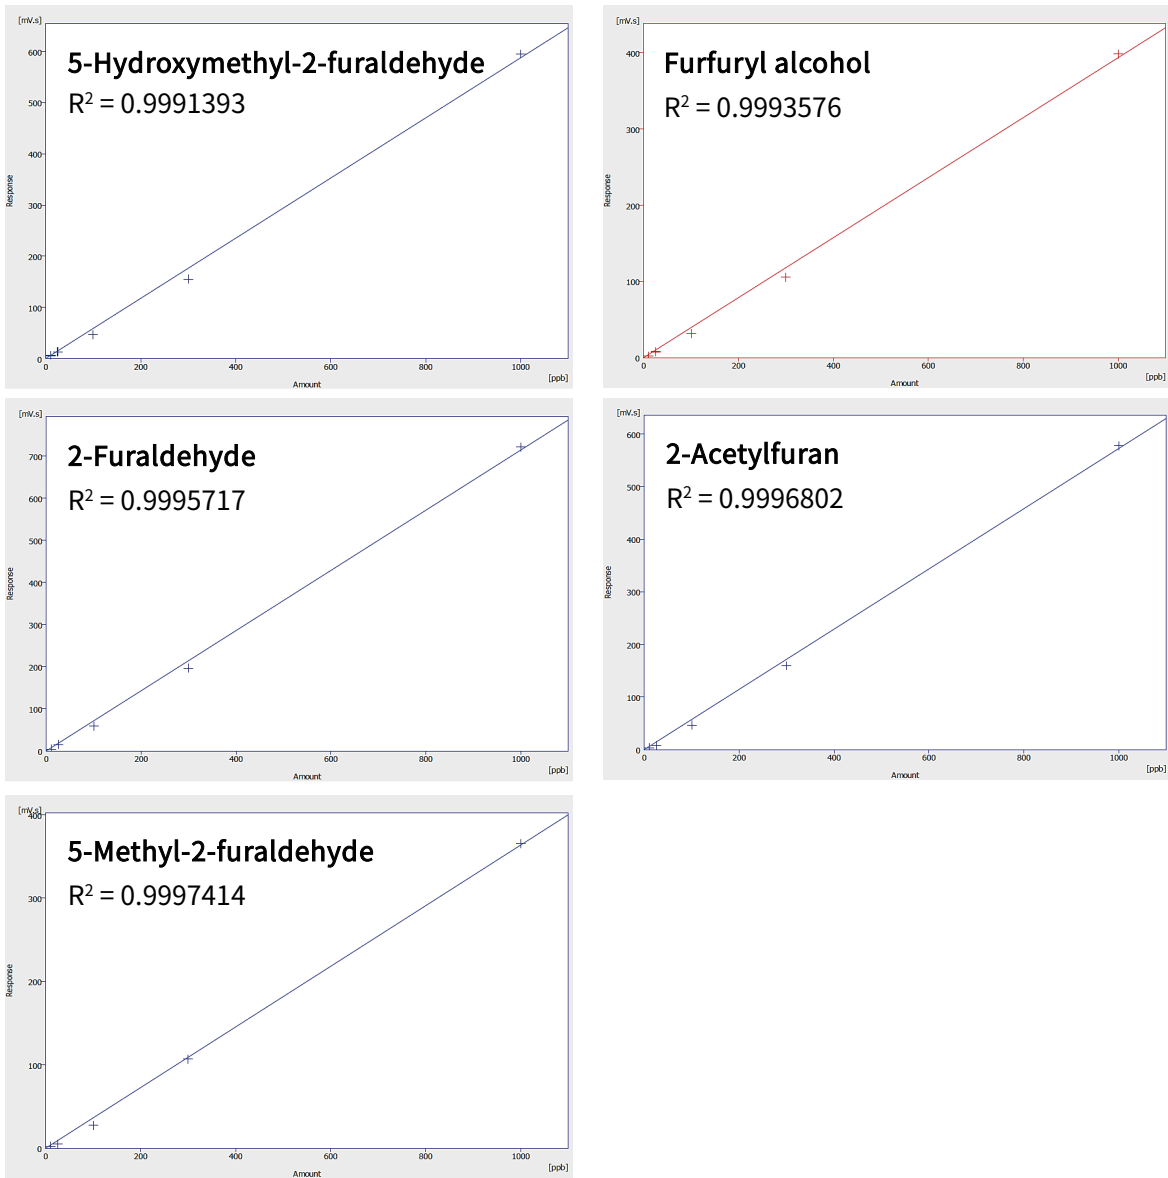 [mV.s]
600
500
400
300
200
100
0
Response
5-Hydroxymethyl-2-furaldehyde
R² = 0.9991393
0 200 400 600 800 1000
Amount
[ppb]
[mV.s]
400
300
200
100
0
Response
Furfuryl alcohol
R² = 0.9993576
0 200 400 600 800 1000
Amount
[ppb]
[mV.s]
700
600
500
400
300
200
100
0
Response
2-Furaldehyde
R² = 0.9995717
0 200 400 600 800 1000
Amount
[ppb]
[mV.s]
600
500
400
300
200
100
0
Response
2-Acetylfuran
R² = 0.9996802
0 200 400 600 800 1000
Amount
[ppb]
[mV.s]
400
300
200
100
0
Response
5-Methyl-2-furaldehyde
R² = 0.9997414
0 200 400 600 800 1000
Amount
[ppb]